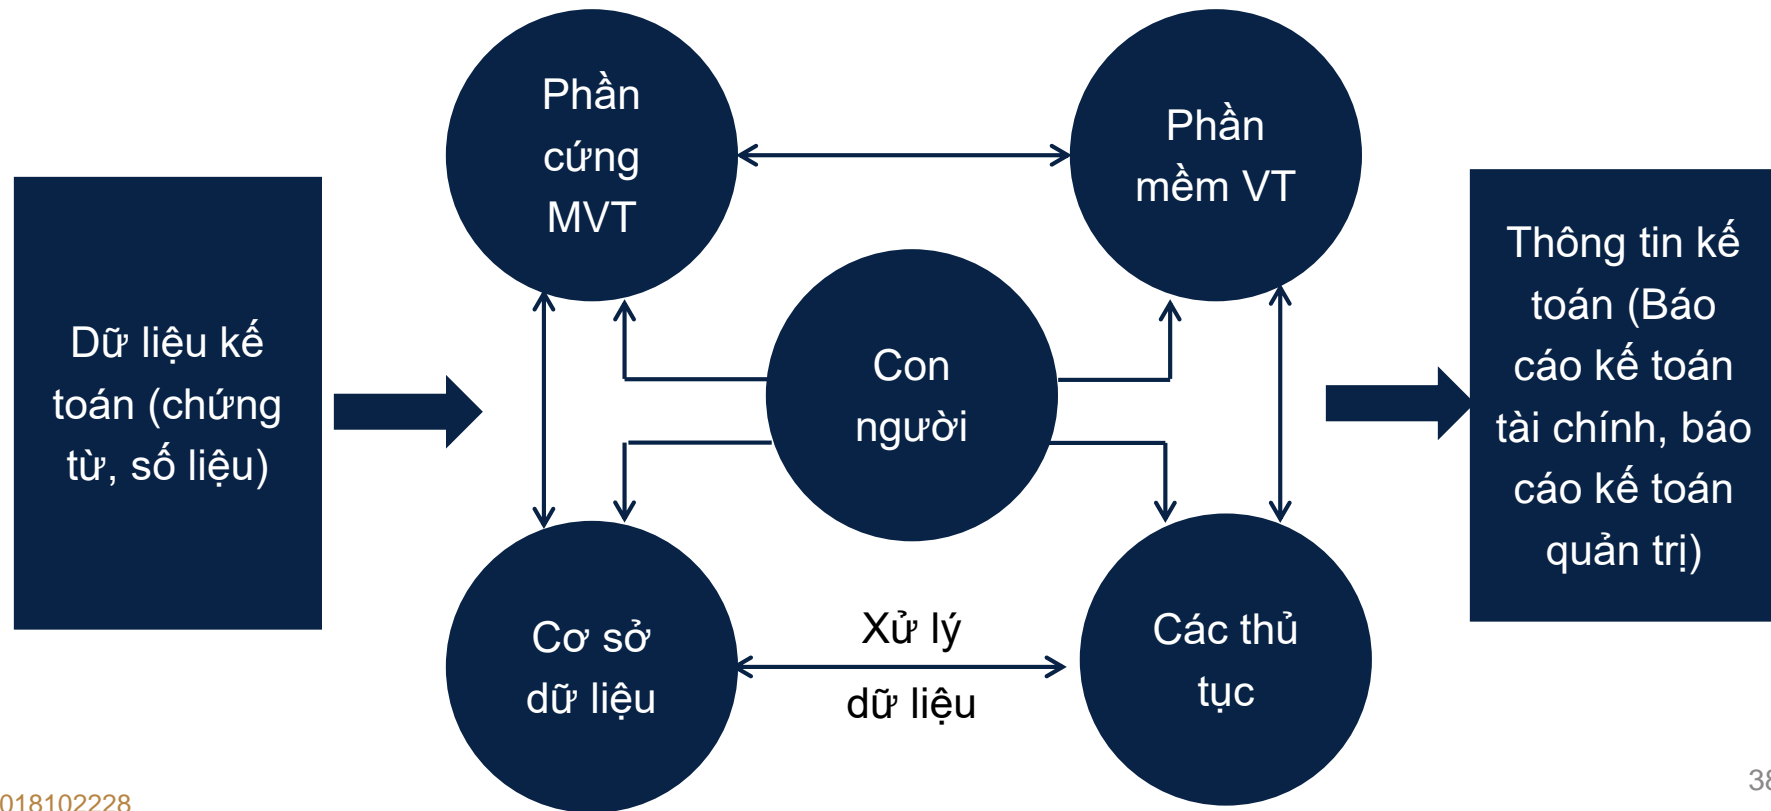 Dữ liệu kế
toán (chứng
từ, số liệu)
Phần
cứng
MVT
Phần
mềm VT
Con
người
Cơ sở
dữ liệu
Xử lý
dữ liệu
Các thủ
tục
Thông tin kế
toán (Báo
cáo kế toán
tài chính, báo
cáo kế toán
quản trị)
018102228
38